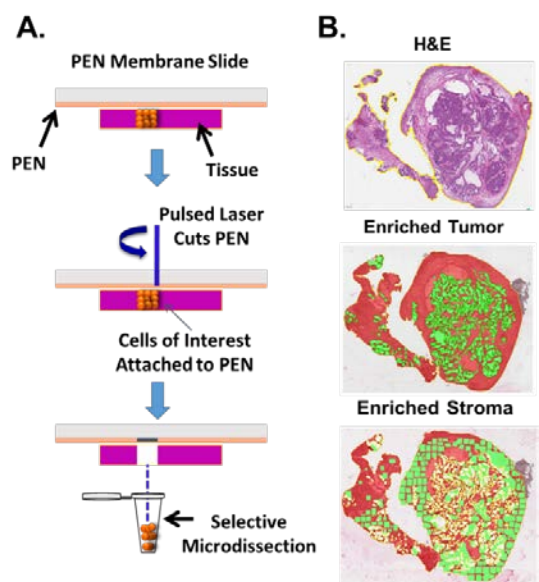 A.
PEN Membrane Slide
PEN
Tissue
Pulsed Laser
Cuts PEN
Cells of Interest
Attached to PEN
Selective
Microdissection
B.
H&E
Enriched Tumor
Enriched Stroma